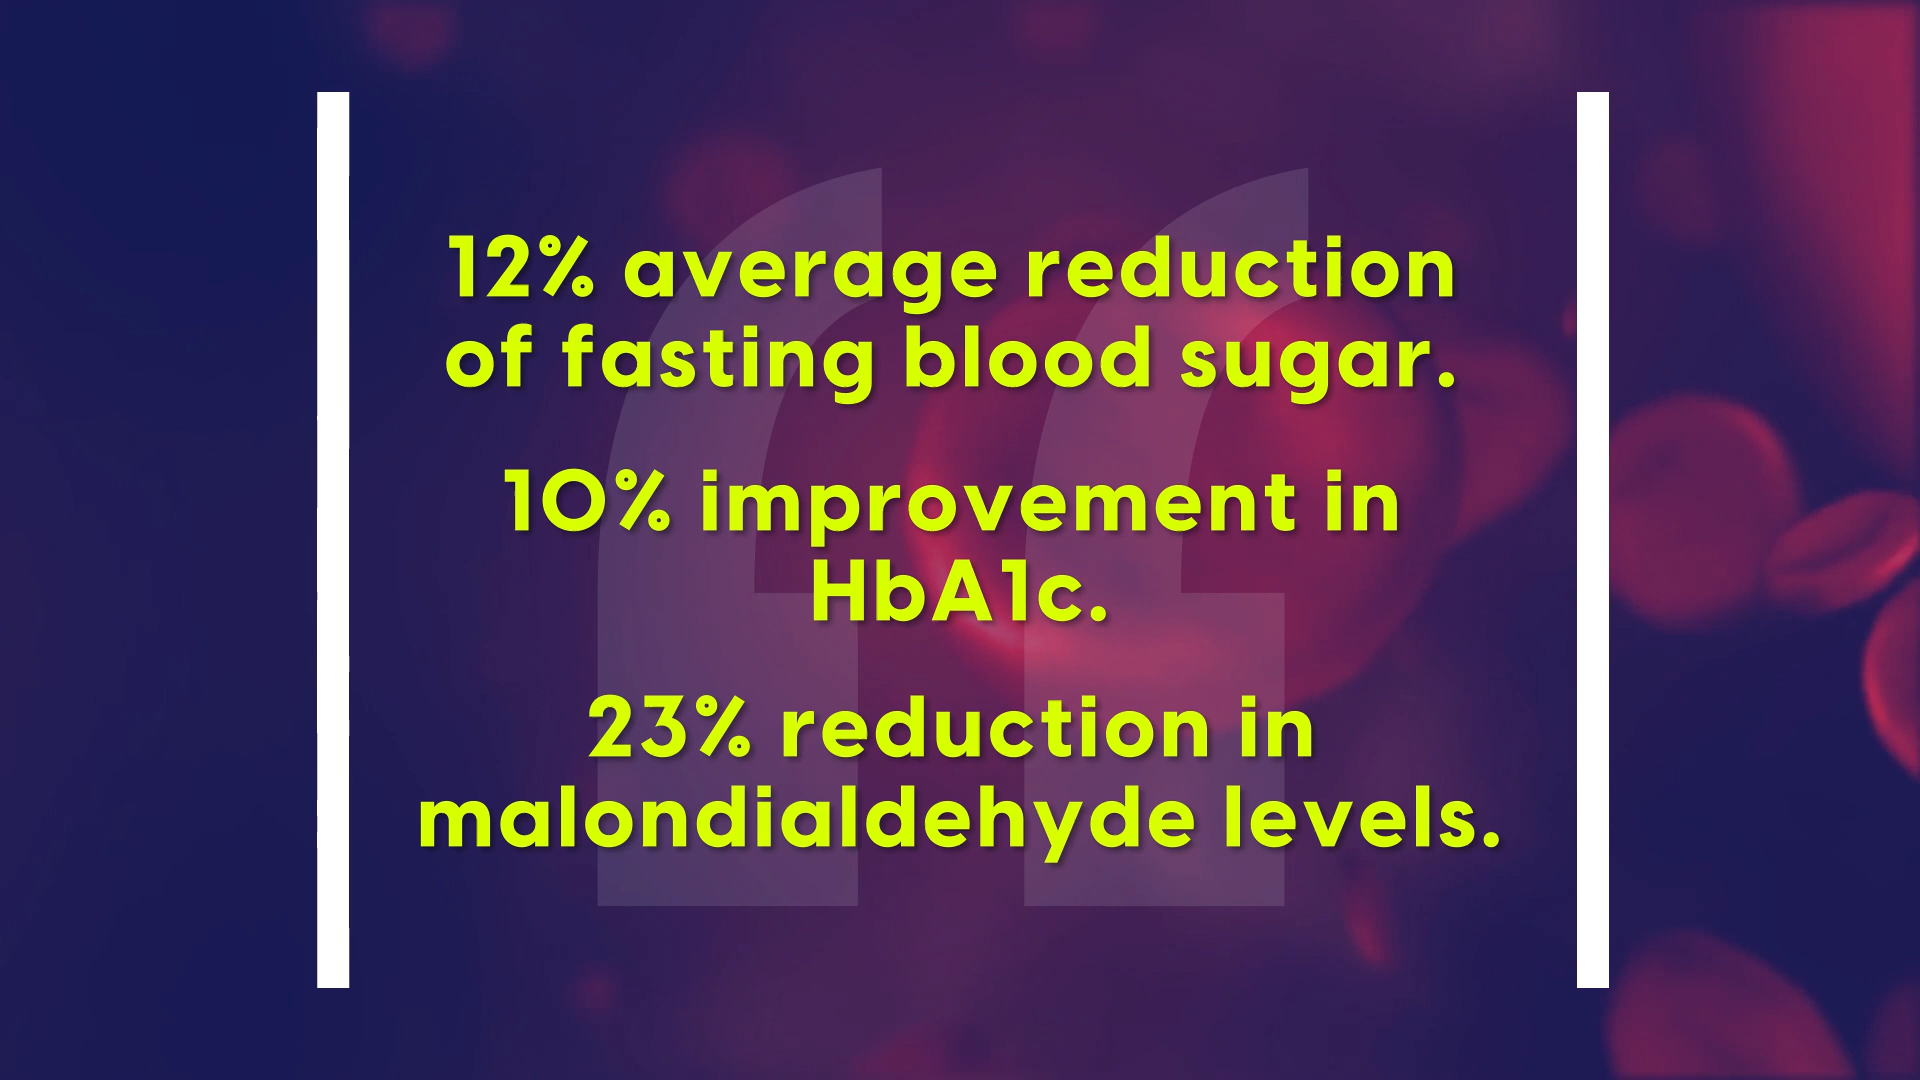 12% average reduction
of fasting blood sugar.
10% improvement in
HbA1c.
23% reduction in
malondialdehyde levels.